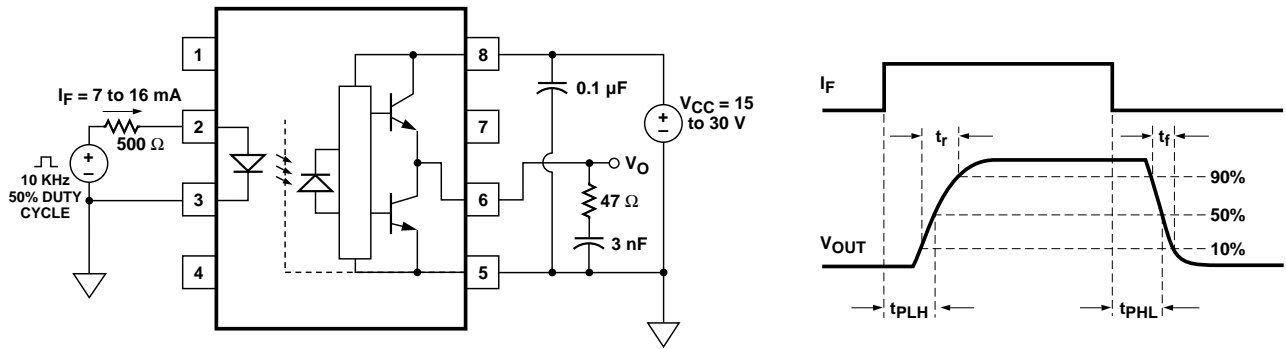 1
2
3
4
8
7
6
5
I_F = 7 to 16 mA
500 Ω
+
–
10 KHz
50% DUTY
CYCLE
0.1 µF
+
–
V_CC = 15
to 30 V
V_O
47 Ω
3 nF
I_F
t_r
t_f
90%
50%
10%
V_OUT
t_PLH
t_PHL